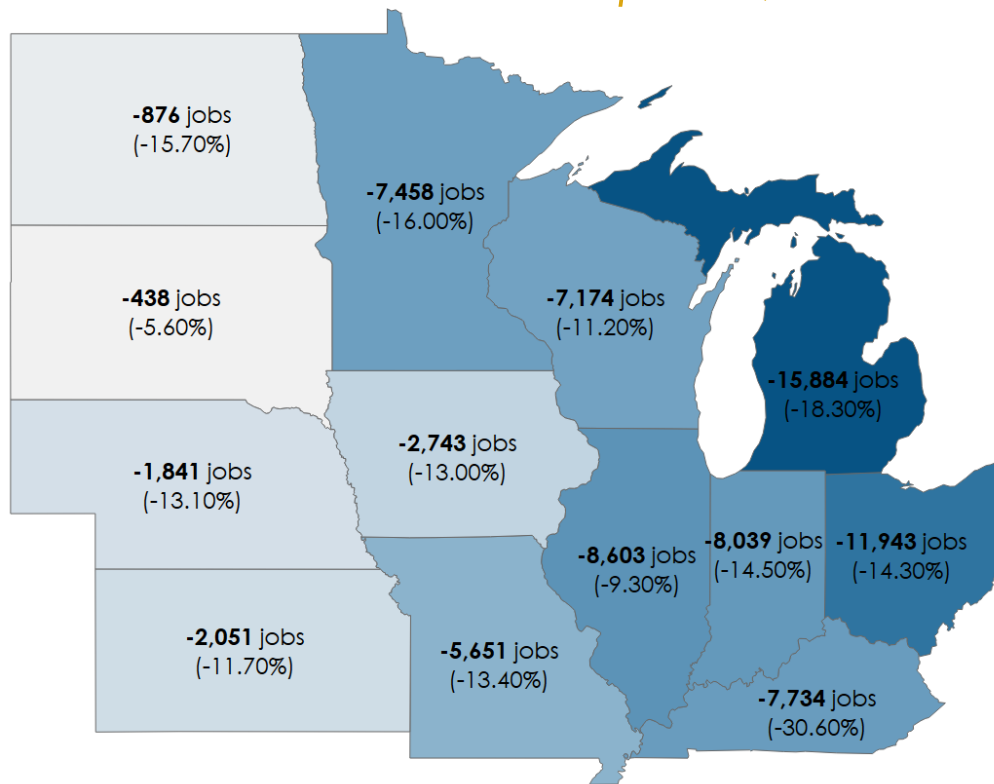 -876 jobs
(-15.70%)
-7,458 jobs
(-16.00%)
-438 jobs
(-5.60%)
-7,174 jobs
(-11.20%)
-15,884 jobs
(-18.30%)
-1,841 jobs
(-13.10%)
-2,743 jobs
(-13.00%)
-8,603 jobs
(-9.30%)
-8,039 jobs
(-14.50%)
-11,943 jobs
(-14.30%)
-2,051 jobs
(-11.70%)
-5,651 jobs
(-13.40%)
-7,734 jobs
(-30.60%)